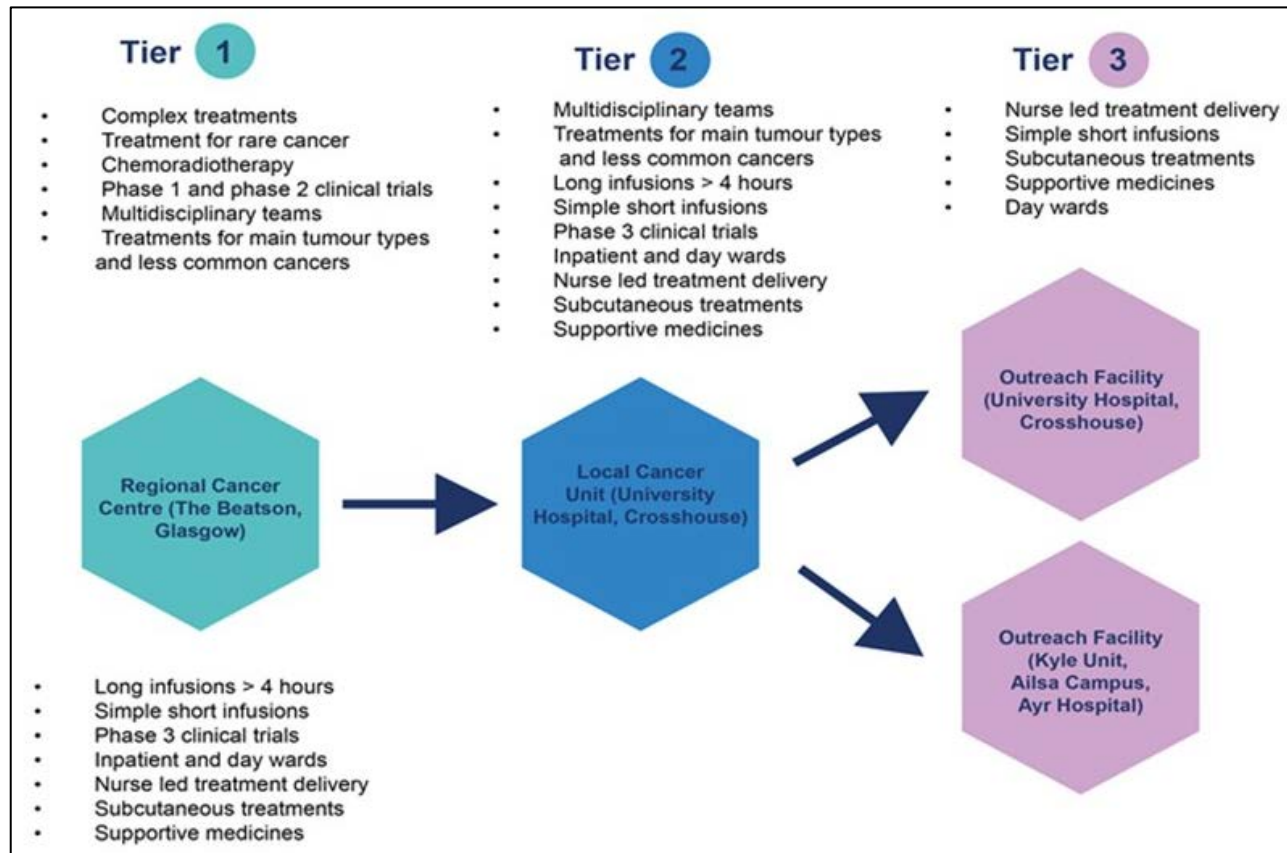 Tier 1
• Complex treatments
• Treatment for rare cancer
• Chemoradiotherapy
• Phase 1 and phase 2 clinical trials
• Multidisciplinary teams
• Treatments for main tumour types
and less common cancers
Regional Cancer
Centre (The Beatson,
Glasgow)
• Long infusions > 4 hours
• Simple short infusions
• Phase 3 clinical trials
• Inpatient and day wards
• Nurse led treatment delivery
• Subcutaneous treatments
• Supportive medicines
Tier 2
• Multidisciplinary teams
• Treatments for main tumour types
and less common cancers
• Long infusions > 4 hours
• Simple short infusions
• Phase 3 clinical trials
• Inpatient and day wards
• Nurse led treatment delivery
• Subcutaneous treatments
• Supportive medicines
Local Cancer
Unit (University
Hospital, Crosshouse)
Tier 3
• Nurse led treatment delivery
• Simple short infusions
• Subcutaneous treatments
• Supportive medicines
• Day wards
Outreach Facility
(University Hospital,
Crosshouse)
Outreach Facility
(Kyle Unit,
Ailsa Campus,
Ayr Hospital)